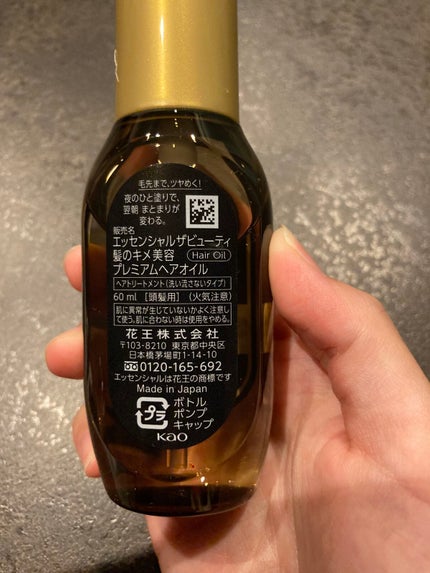 毛先まで、ツヤめく!
夜のひと塗りで、
翌朝 まとまりが
変わる。
販売名
エッセンシャルザビューティ
髪のキメ美容 Hair Oil
プレミアムヘアオイル
ヘアトリートメント(洗い流さないタイプ)
60 ml [頭髪用] (火気注意)
肌に異常が生じていないかよく注意し
て使う。肌に合わない時は使用をやめる。
花王株式会社
〒103-8210 東京都中央区
日本橋茅場町1-14-10
0120-165-692
エッセンシャルは花王の商標です
Made in Japan
プラ
ボトル
ポンプ
キャップ
Kao